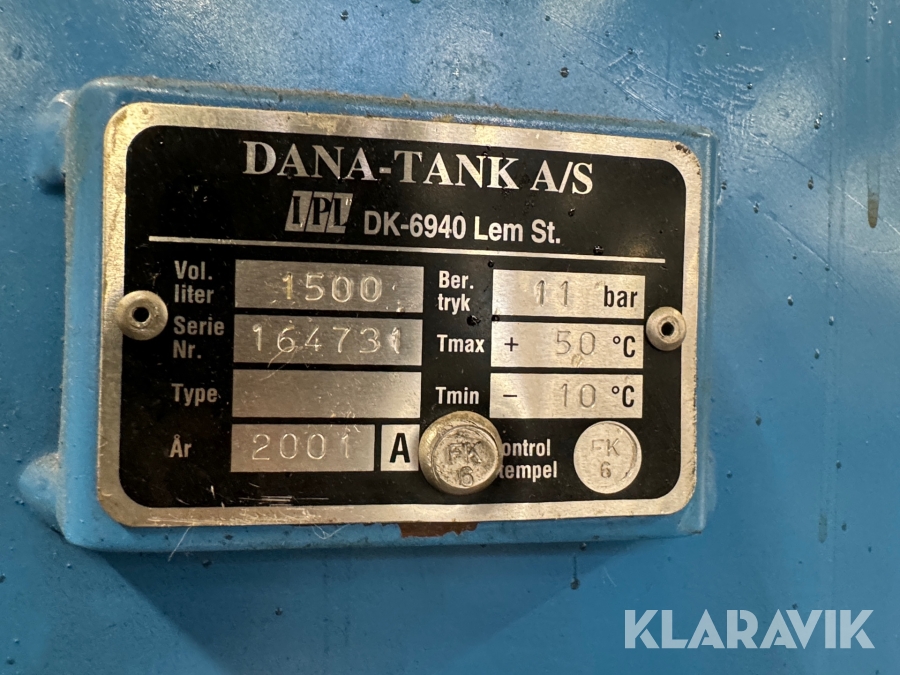 DANA-TANK A/S
IPL DK-6940 Lem St.
Vol. liter 1500 Ber. tryk 11 bar
Serie Nr. 164731 Tmax + 50 °C
Type Tmin - 10 °C
År 2001 A FK 6 ontrol tempel FK 6
KLARAVIK